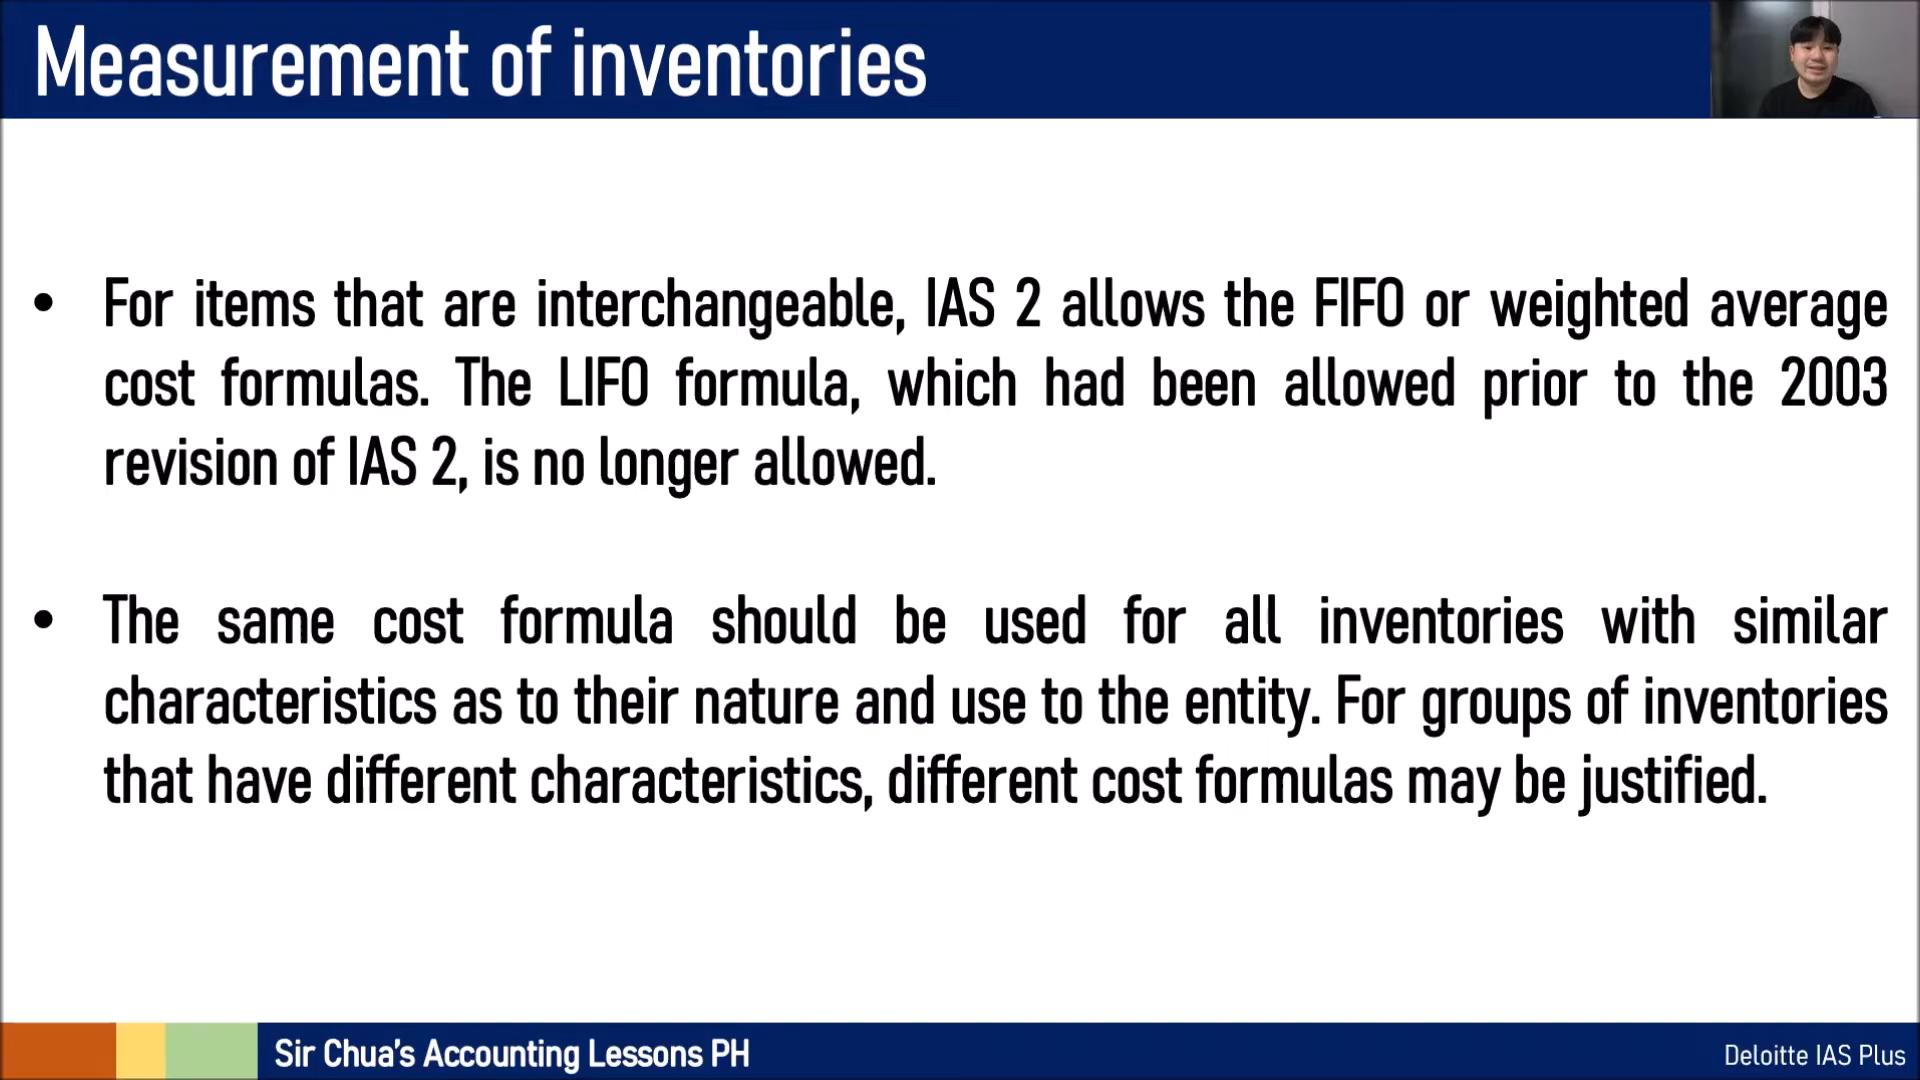 Measurement of inventories
• For items that are interchangeable, IAS 2 allows the FIFO or weighted average
cost formulas. The LIFO formula, which had been allowed prior to the 2003
revision of IAS 2, is no longer allowed.
• The same cost formula should be used for all inventories with similar
characteristics as to their nature and use to the entity. For groups of inventories
that have different characteristics, different cost formulas may be justified.
Sir Chua's Accounting Lessons PH
Deloitte IAS Plus